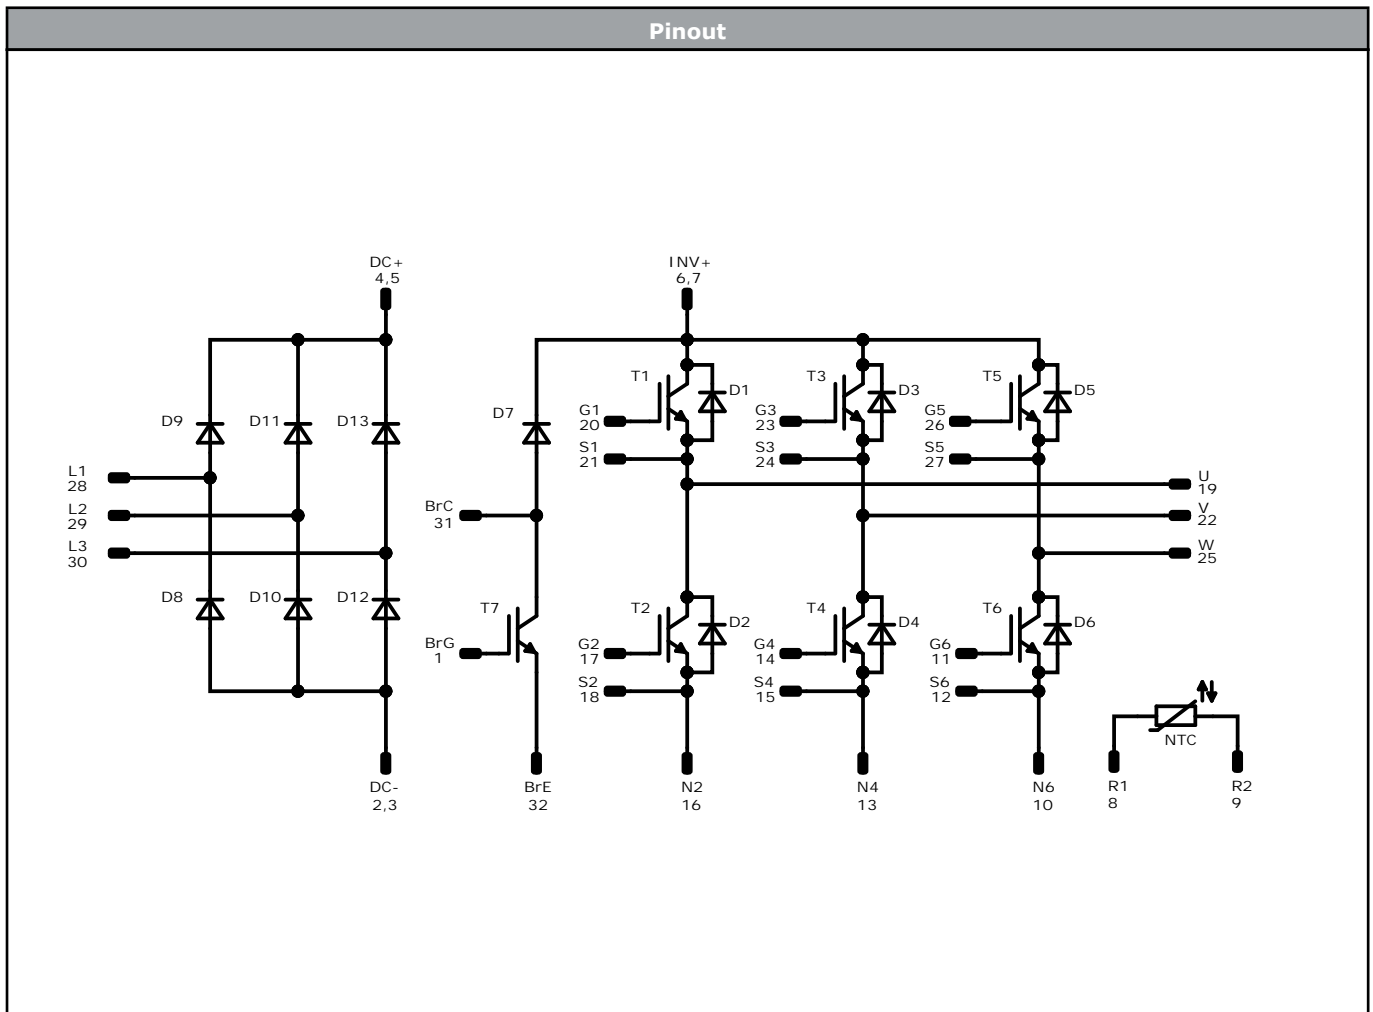 Pinout
DC+
4,5
INV+
6,7
T1
D1
T3
D3
T5
D5
D9
D11
D13
D7
G1
20
G3
23
G5
26
S1
21
S3
24
S5
27
L1
28
L2
29
L3
30
BrC
31
U
19
V
22
W
25
D8
D10
D12
T7
T2
D2
T4
D4
T6
D6
BrG
1
G2
17
G4
14
G6
11
S2
18
S4
15
S6
12
NTC
DC-
2,3
BrE
32
N2
16
N4
13
N6
10
R1
8
R2
9